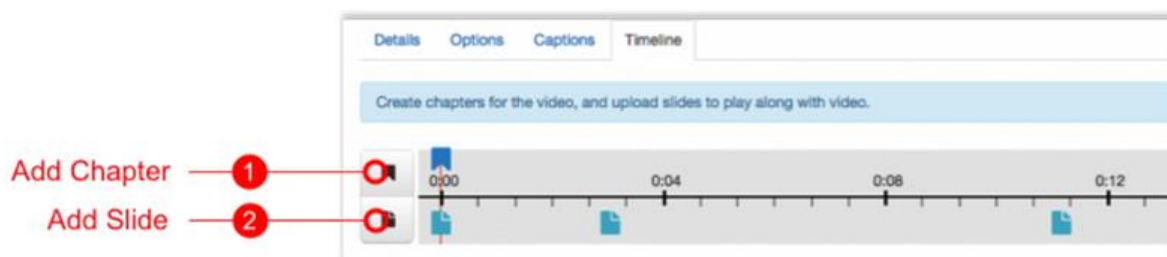 Details Options Captions Timeline
Create chapters for the video, and upload slides to play along with video.
Add Chapter 1
0:00 0:04 0:08 0:12
Add Slide 2